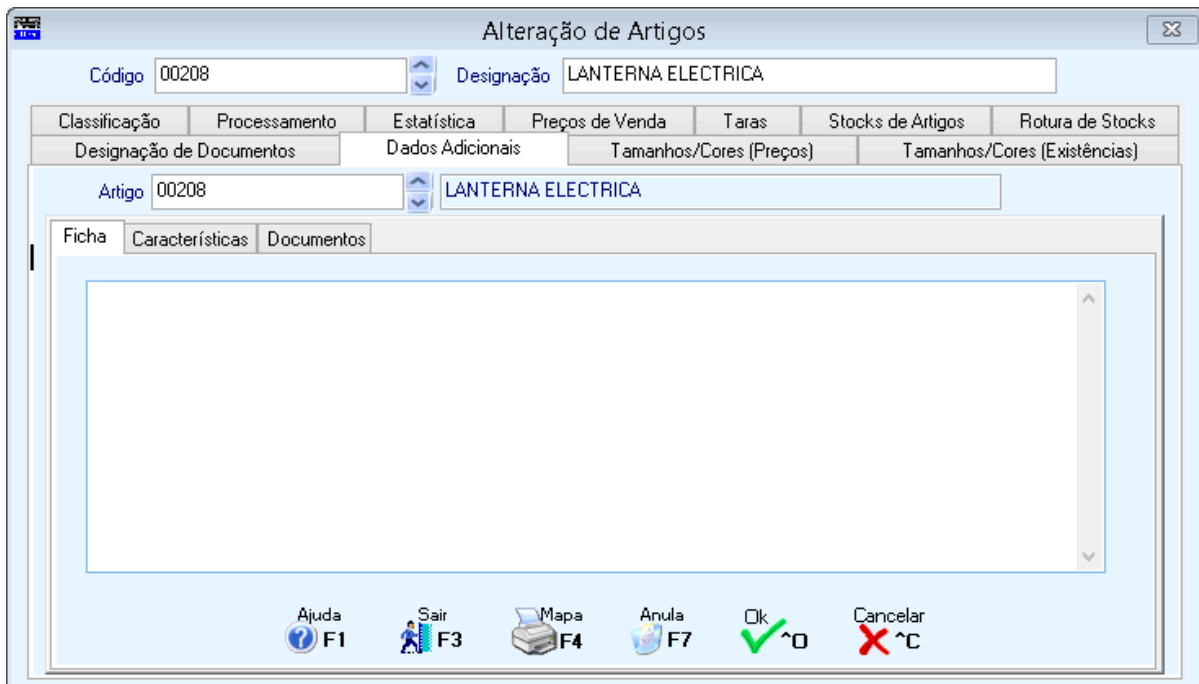 Alteração de Artigos
Código 00208 Designação LANTERNA ELECTRICA
Classificação Processamento Estatística Preços de Venda Taras Stocks de Artigos Rotura de Stocks
Designação de Documentos Dados Adicionais Tamanhos/Cores (Preços) Tamanhos/Cores (Existências)
Artigo 00208 LANTERNA ELECTRICA
Ficha Características Documentos
Ajuda Sair Mapa Anula Ok Cancelar
F1 F3 F4 F7 ^O ^C